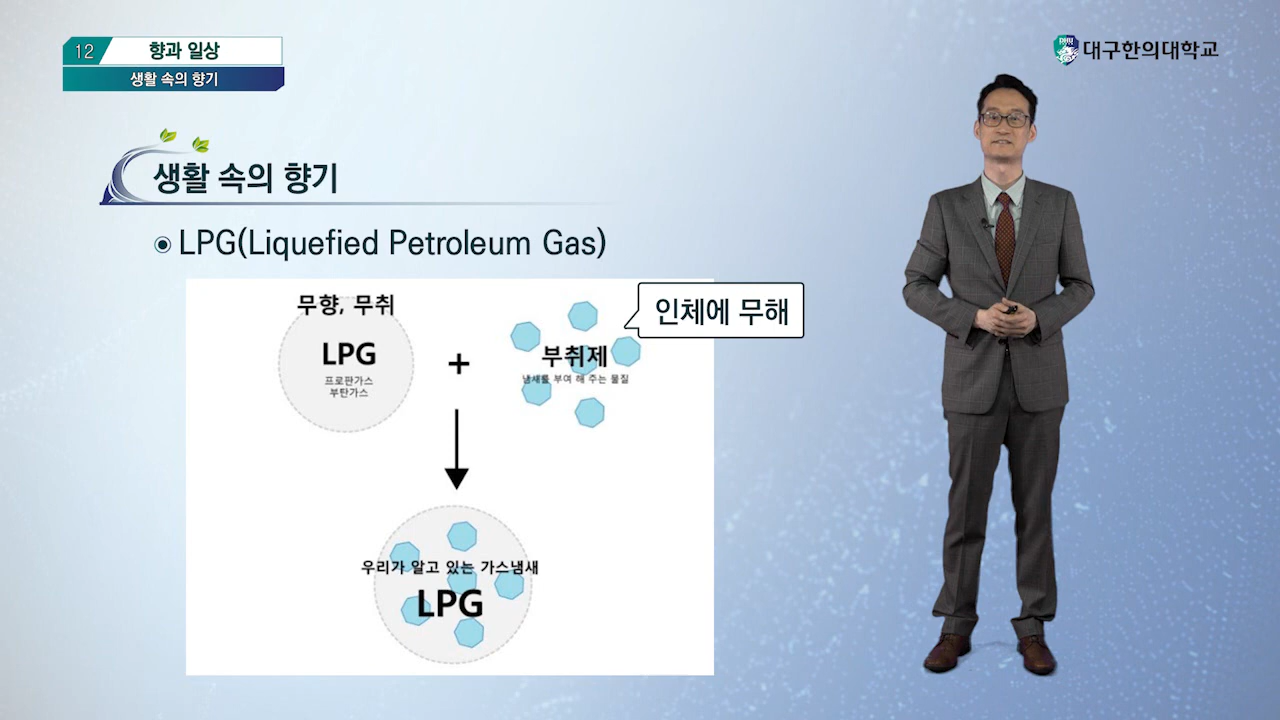 12
향과 일상
생활 속의 향기
대구한의대학교
생활 속의 향기
LPG(Liquefied Petroleum Gas)
무향, 무취
LPG
프로판가스
부탄가스
+
부취제
냄새를 부여 해 주는 물질
인체에 무해
우리가 알고 있는 가스냄새
LPG